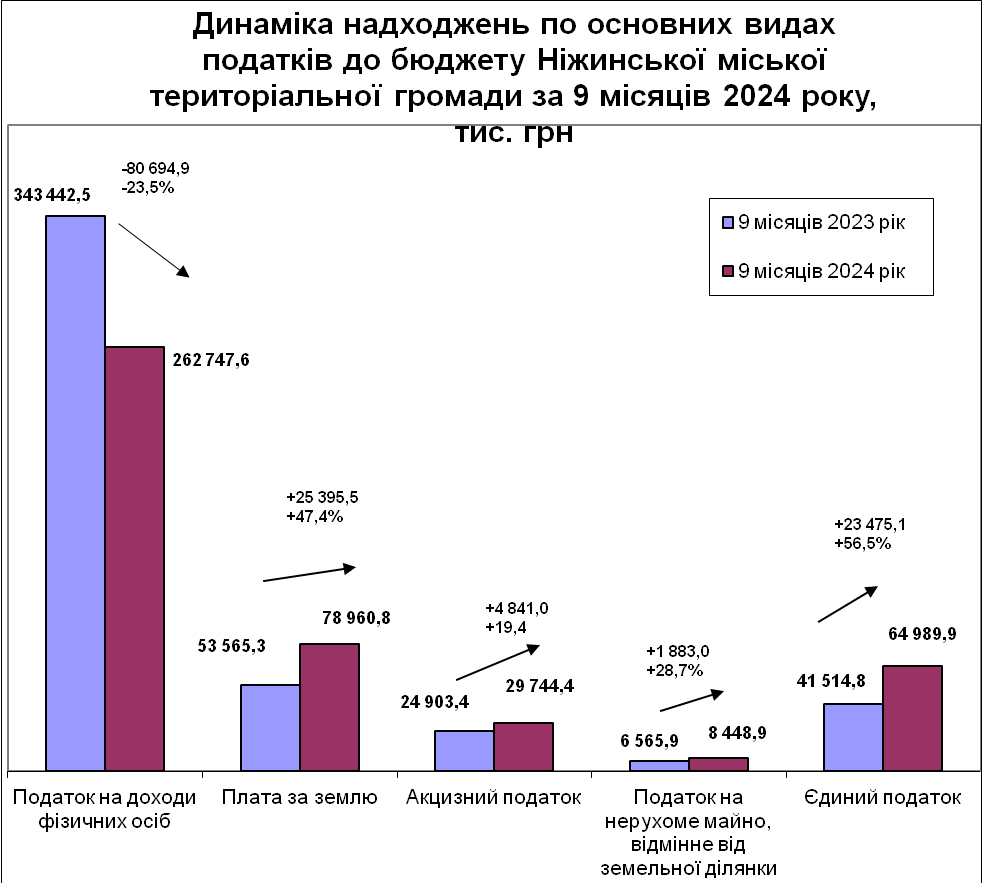 Динаміка надходжень по основних видах
податків до бюджету Ніжинської міської
територіальної громади за 9 місяців 2024 року,
тис. грн
-80 694,9
-23,5%
343 442,5
9 місяців 2023 рік
9 місяців 2024 рік
262 747,6
+25 395,5
+47,4%
+23 475,1
+56,5%
+4 841,0
+19,4
78 960,8
53 565,3
+1 883,0
+28,7%
64 989,9
41 514,8
29 744,4
24 903,4
8 448,9
6 565,9
Податок на доходи
фізичних осіб
Плата за землю
Акцизний податок
Податок на
нерухоме майно,
відмінне від
земельної ділянки
Єдиний податок